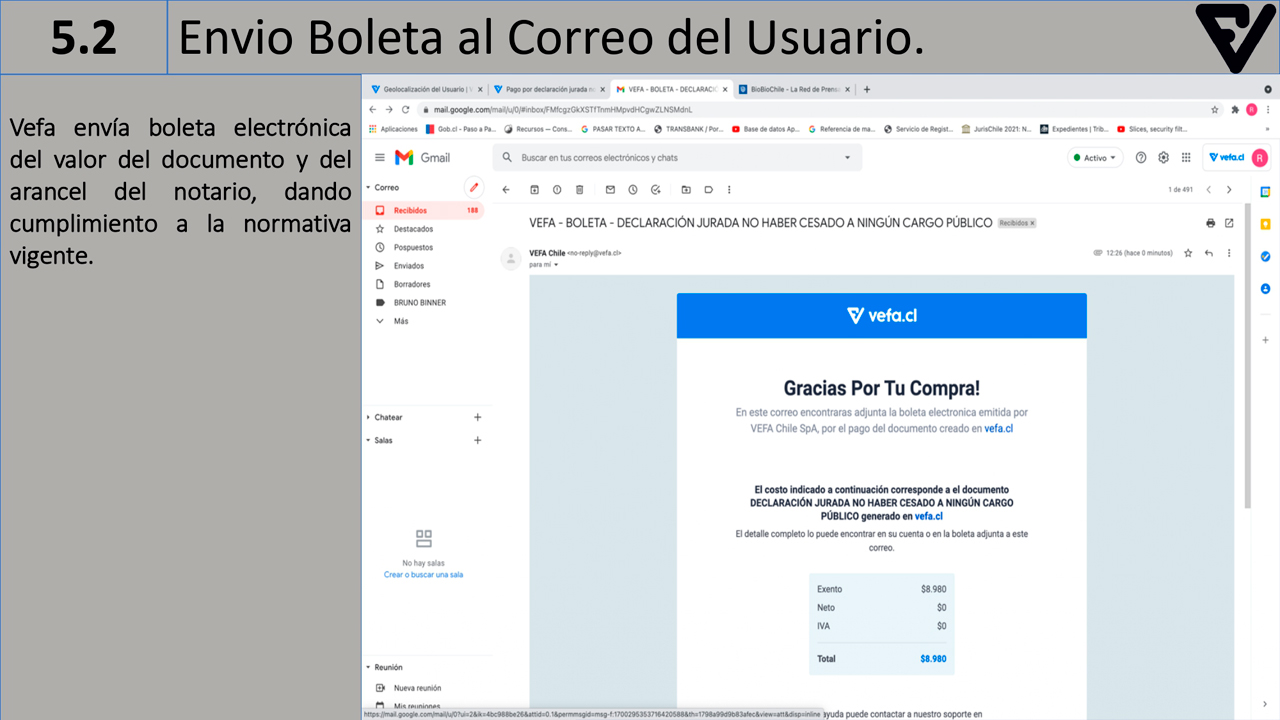 5.2 Envio Boleta al Correo del Usuario.
Vefa envía boleta electrónica
del valor del documento y del
arancel del notario, dando
cumplimiento a la normativa
vigente.
Geolocalización del Usuario | V
Pago por declaración jurada n
VEFA - BOLETA - DECLARACIÓ
BioBioChile - La Red de Prensa
mail.google.com/mail/u/0/#inbox/FMfcgzGkXSTfTnmHMpvdHCgwZLNSMdnL
Aplicaciones Gob.cl - Paso a Pa... Recursos — Cons... PASAR TEXTO A... TRANSBANK / Por... Base de datos Ap... Referencia de ma... Servicio de Regist... JurisChile 2021: N... Expedientes | Trib... Slices, security filt...
Gmail
Buscar en tus correos electrónicos y chats
Activo
vefa.cl
R
Correo
Recibidos 188
Destacados
Pospuestos
Enviados
Borradores
BRUNO BINNER
Más
Chatear
Salas
No hay salas
Crear o buscar una sala
Reunión
Nueva reunión
Mis reuniones
1 de 491
VEFA - BOLETA - DECLARACIÓN JURADA NO HABER CESADO A NINGÚN CARGO PÚBLICO Recibidos x
VEFA Chile <no-reply@vefa.cl>
para mí
12:26 (hace 0 minutos)
vefa.cl
Gracias Por Tu Compra!
En este correo encontraras adjunta la boleta electronica emitida por
VEFA Chile SpA, por el pago del documento creado en vefa.cl
El costo indicado a continuación corresponde a el documento
DECLARACIÓN JURADA NO HABER CESADO A NINGÚN CARGO
PÚBLICO generado en vefa.cl
El detalle completo lo puede encontrar en su cuenta o en la boleta adjunta a este
correo.
Exento $8.980
Neto $0
IVA $0
Total $8.980
https://mail.google.com/mail/u/0?ui=2&ik=4bc988be26&attid=0.1&permmsgid=msg-f:1700295353716420588&th=1798a99d9b83afec&view=att&disp=inline
ayuda puede contactar a nuestro soporte en